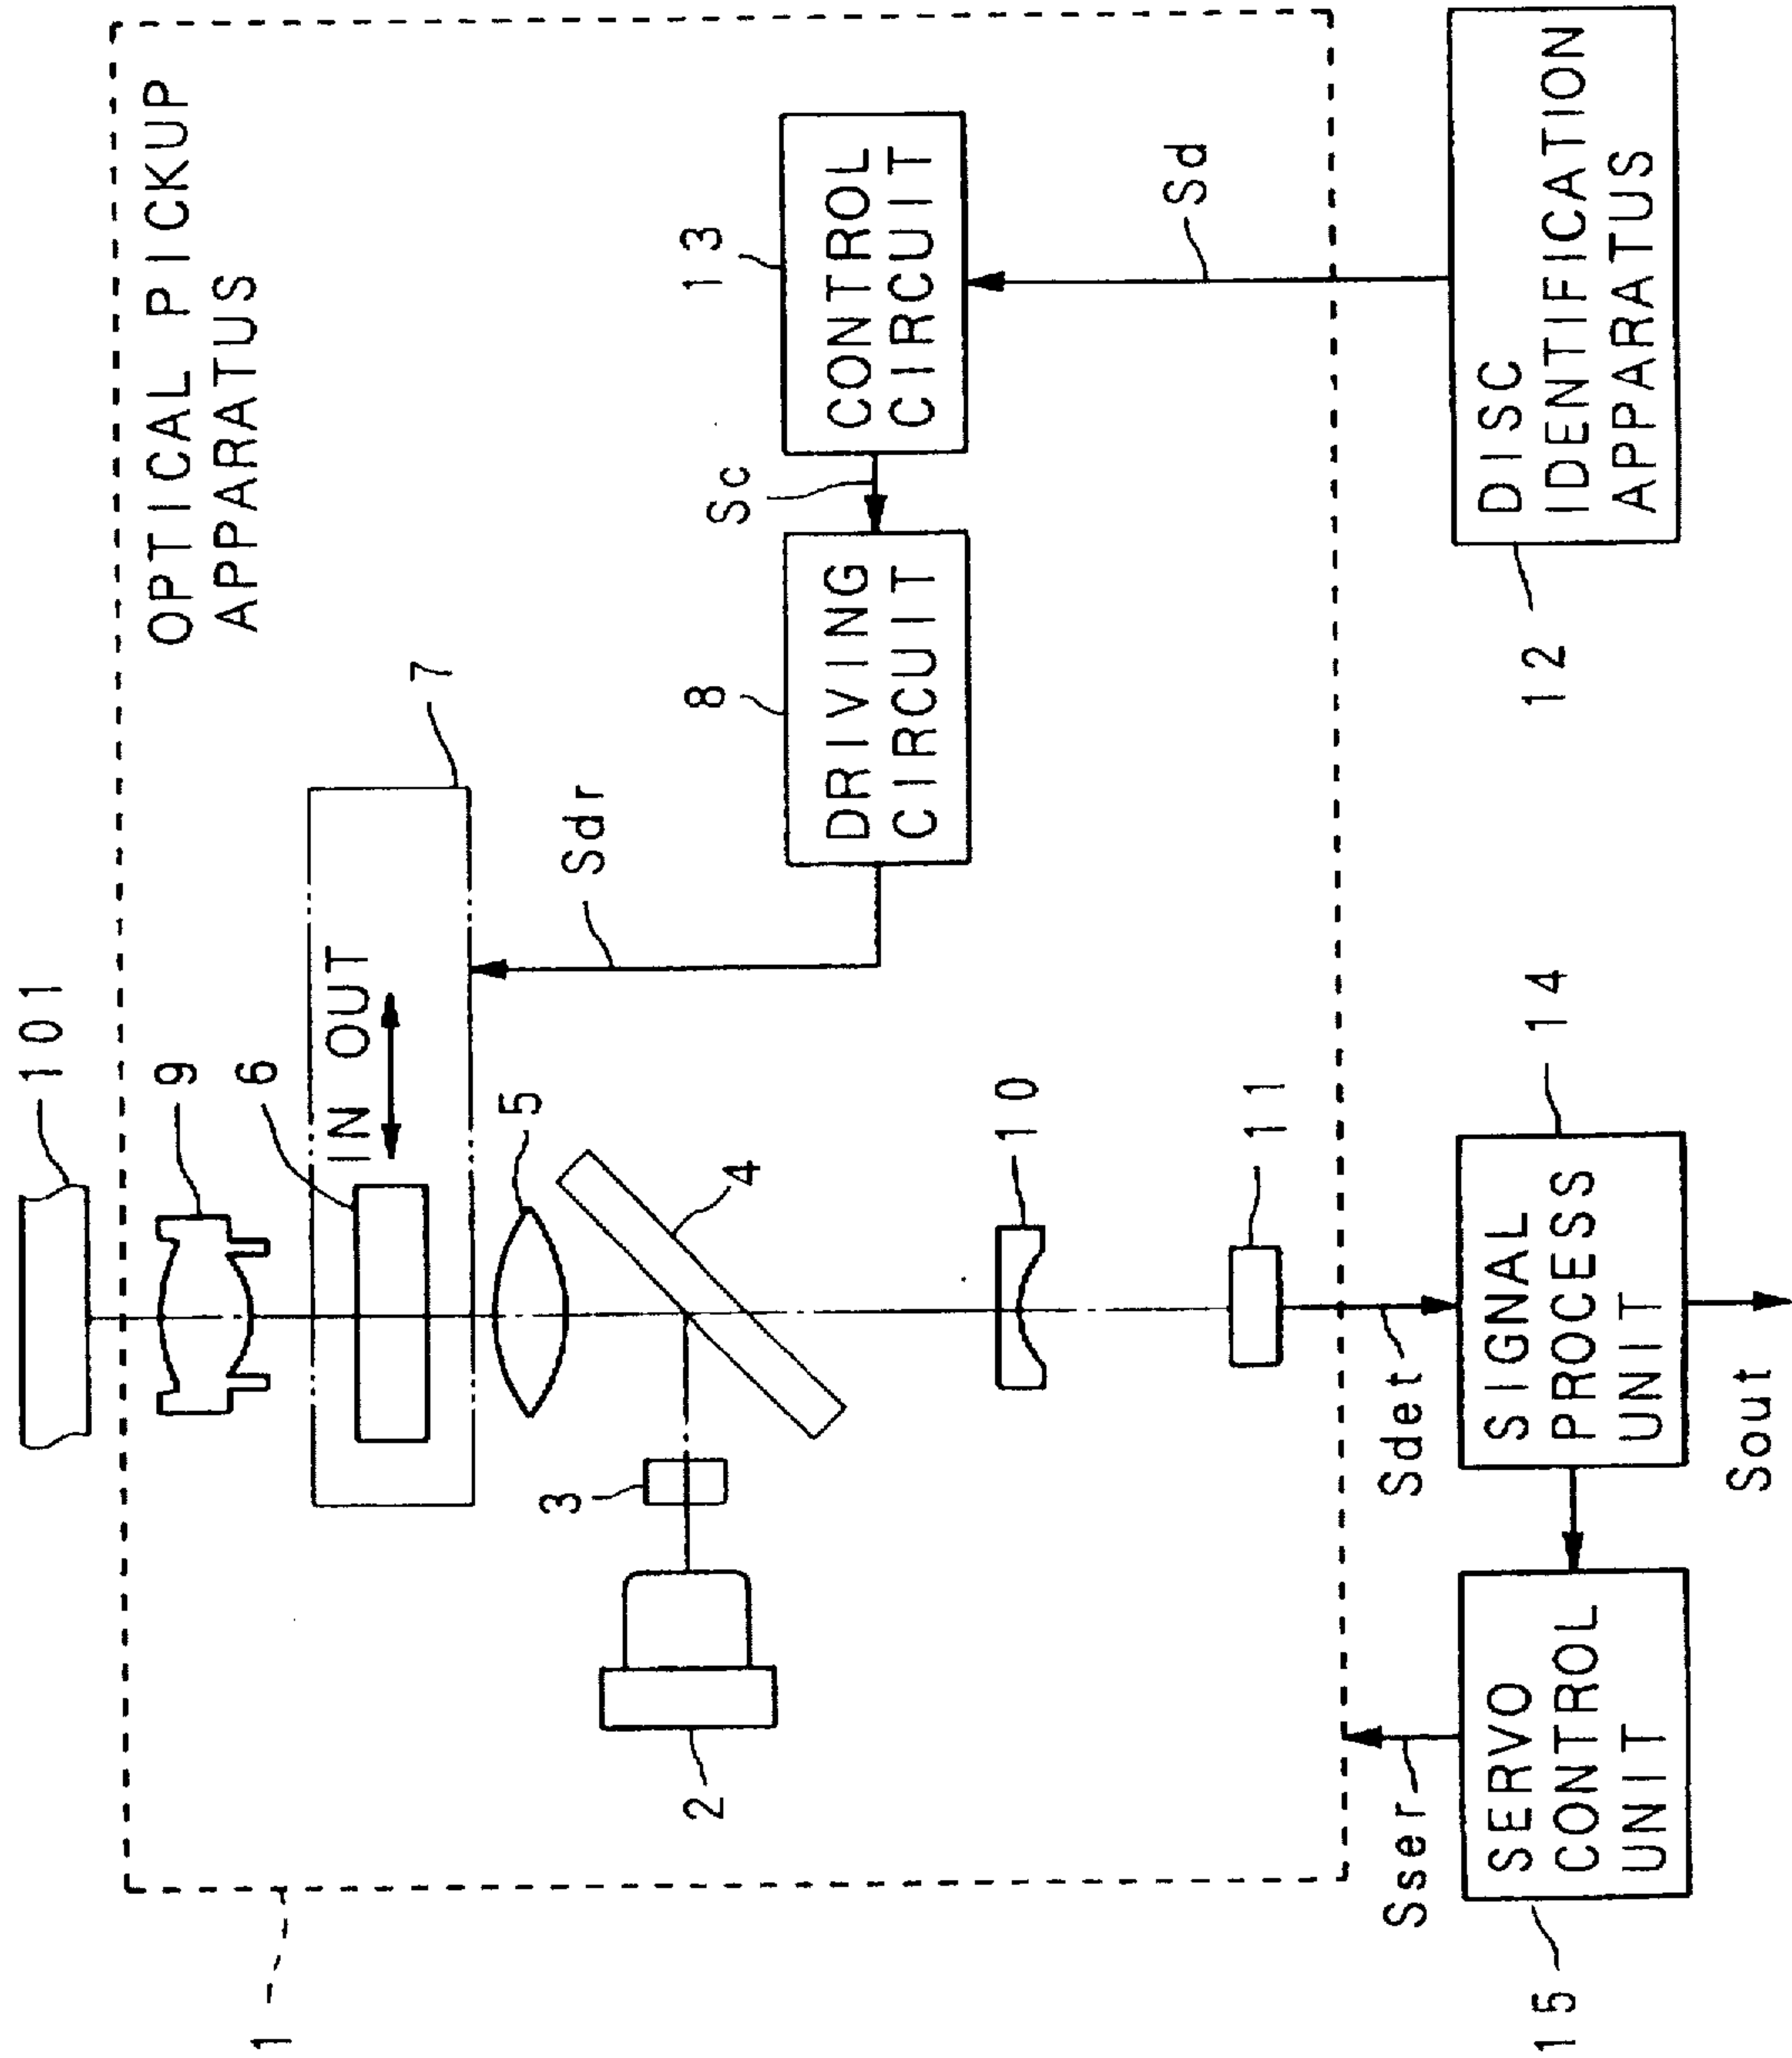 1
OPTICAL PICKUP
APPARATUS
101
9
6
IN OUT
7
5
4
3
2
Sdr
8
DRIVING
CIRCUIT
Sc
13
CONTROL
CIRCUIT
Sd
10
11
Sdet
Sser
15
SERVO
CONTROL
UNIT
14
SIGNAL
PROCESS
UNIT
Sout
12
DISC
IDENTIFICATION
APPARATUS